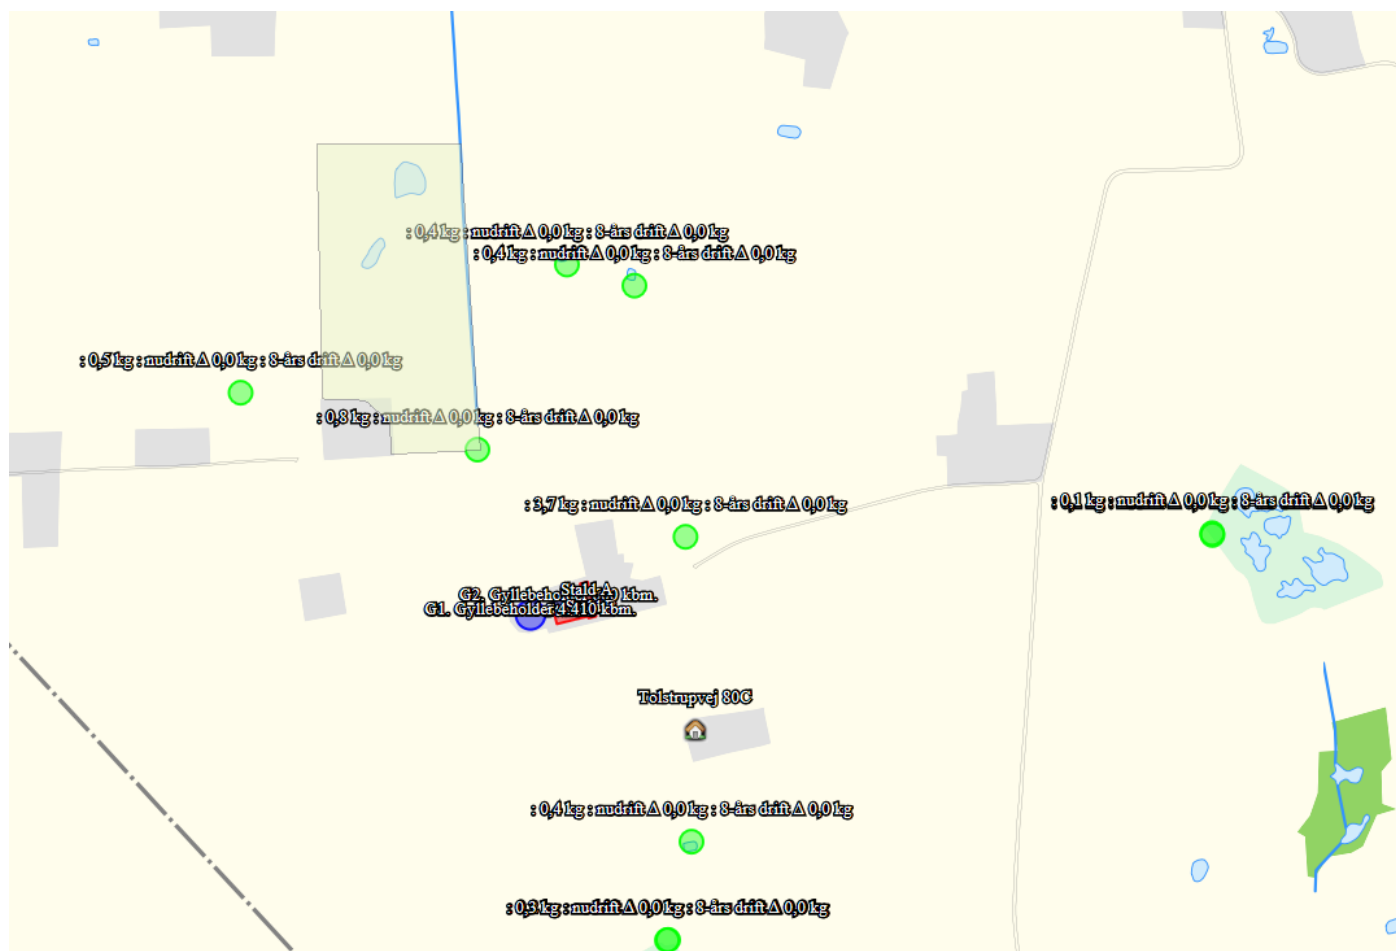 : 0,4 kg : nudrift Δ 0,0 kg : 8-års drift Δ 0,0 kg
: 0,4 kg : nudrift Δ 0,0 kg : 8-års drift Δ 0,0 kg
: 0,5 kg : nudrift Δ 0,0 kg : 8-års drift Δ 0,0 kg
: 0,8 kg : nudrift Δ 0,0 kg : 8-års drift Δ 0,0 kg
: 3,7 kg : nudrift Δ 0,0 kg : 8-års drift Δ 0,0 kg
: 0,1 kg : nudrift Δ 0,0 kg : 8-års drift Δ 0,0 kg
Stald A
G2. kbm.
G1. Gyllebeholder 4.410 kbm.
Tolstrupvej 80C
: 0,4 kg : nudrift Δ 0,0 kg : 8-års drift Δ 0,0 kg
: 0,3 kg : nudrift Δ 0,0 kg : 8-års drift Δ 0,0 kg